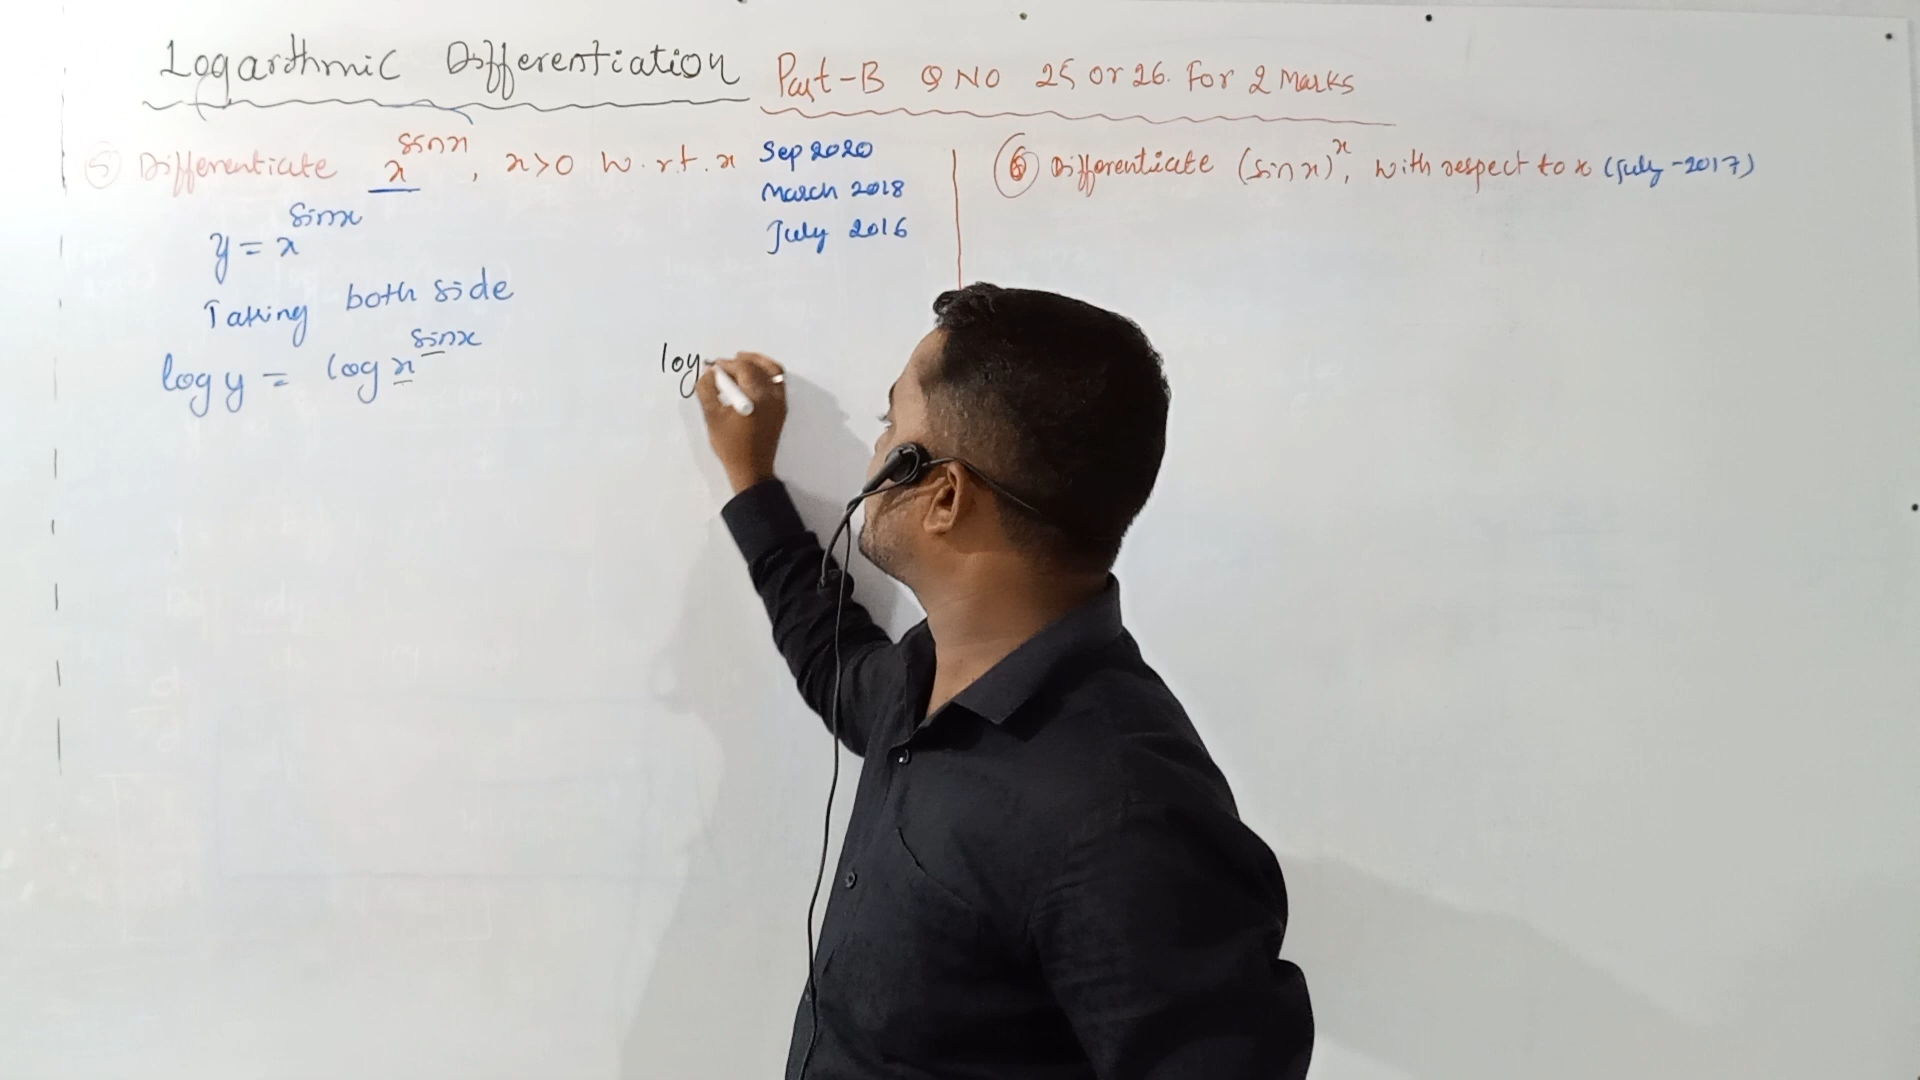 Logarithmic Differentiation Part-B Q NO 25 or 26. For 2 Marks
5 Differentiate x^sinx, x>0 w.r.t. x
Sep 2020
March 2018
July 2016
y = x^sinx
Taking both side
log y = log x^sinx
log
6 Differentiate (sin x)^x, with respect to x (July-2017)